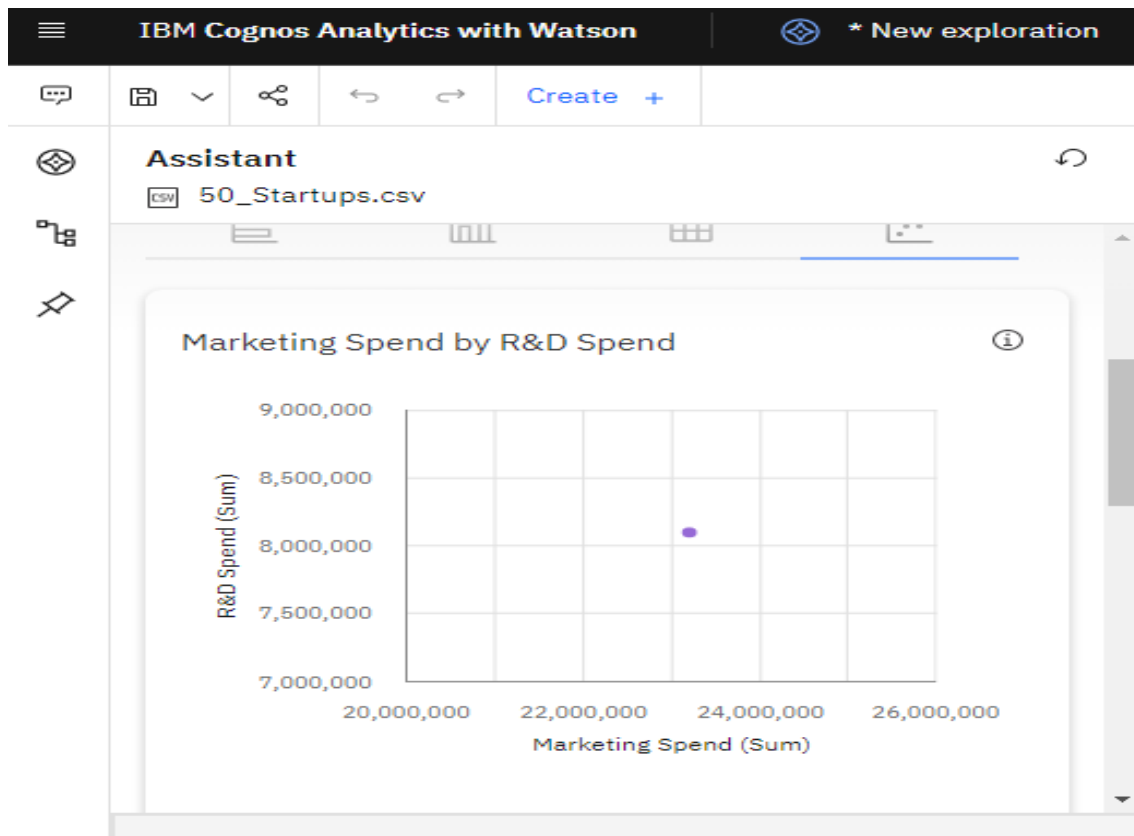 IBM Cognos Analytics with Watson
* New exploration
Create +
Assistant
CSV 50_Startups.csv
Marketing Spend by R&D Spend
R&D Spend (Sum)
9,000,000
8,500,000
8,000,000
7,500,000
7,000,000
20,000,000 22,000,000 24,000,000 26,000,000
Marketing Spend (Sum)